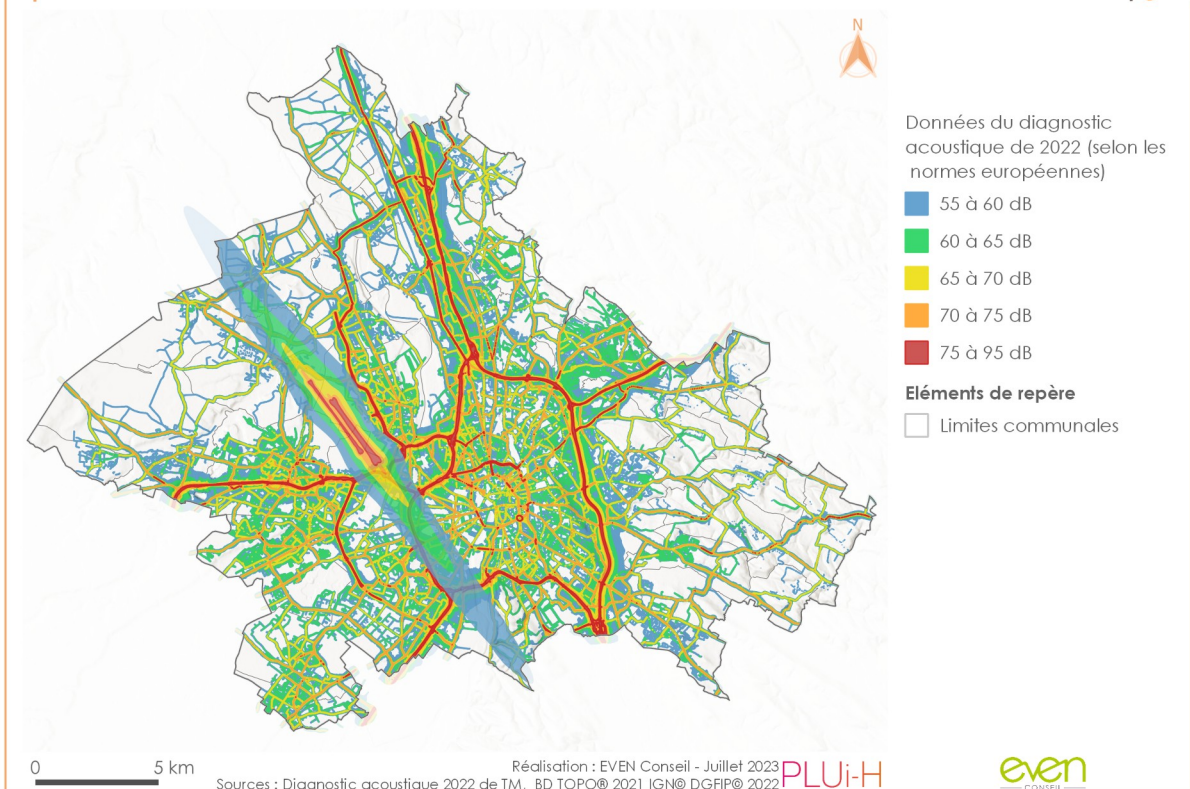 N
Données du diagnostic
acoustique de 2022 (selon les
normes européennes)
55 à 60 dB
60 à 65 dB
65 à 70 dB
70 à 75 dB
75 à 95 dB
Eléments de repère
Limites communales
0 5 km
Réalisation : EVEN Conseil - Juillet 2023
Sources : Diagnostic acoustique 2022 de TM, BD TOPO® 2021 IGN© DGFIP© 2022
PLUi-H
even
CONSEIL